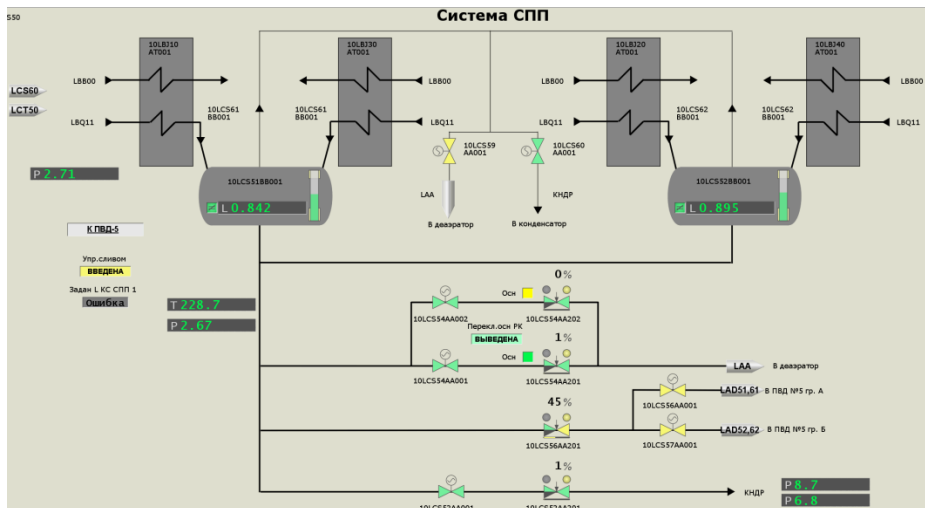 S50
Система СПП
10LBJ10
AT001
10LBJ30
AT001
10LBJ20
AT001
10LBJ40
AT001
LBB00
LBB00
LBB00
LBB00
LCS60
LCT50
10LCS61
BB001
10LCS61
BB001
10LCS62
BB001
10LCS62
BB001
LBQ11
LBQ11
LBQ11
LBQ11
10LCS59
AA001
10LCS60
AA001
P 2.71
10LCS51BB001
L 0.842
LAA
КНДР
В деаэратор
В конденсатор
10LCS52BB001
L 0.895
К ПВД-5
Упр.сливом
ВВЕДЕНА
Задан L КС СПП 1
Ошибка
T 228.7
P 2.67
0%
Осн
10LCS54AA002
10LCS54AA202
Перекл.осн РК
ВЫВЕДЕНА
1%
Осн
10LCS54AA001
10LCS54AA201
LAA
В деаэратор
45%
10LCS56AA201
10LCS56AA001
LAD51,61
В ПВД №5 гр. А
10LCS57AA001
LAD52,62
В ПВД №5 гр. Б
1%
КНДР
P 8.7
P 6.8